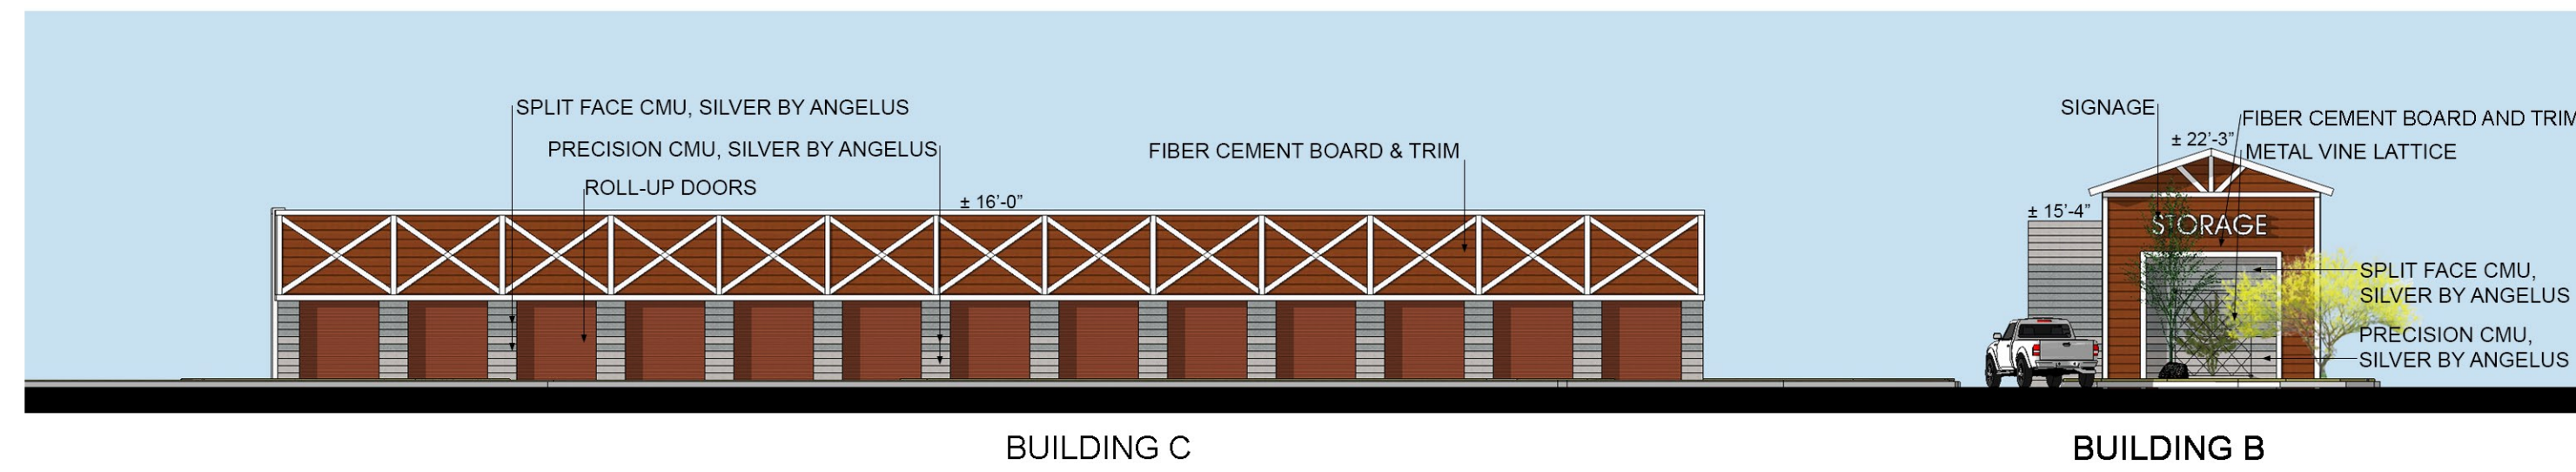 SPLIT FACE CMU, SILVER BY ANGELUS
PRECISION CMU, SILVER BY ANGELUS
ROLL-UP DOORS
± 16'-0"
FIBER CEMENT BOARD & TRIM
SIGNAGE
FIBER CEMENT BOARD AND TRIM
± 22'-3"
METAL VINE LATTICE
± 15'-4"
STORAGE
SPLIT FACE CMU,
SILVER BY ANGELUS
PRECISION CMU,
SILVER BY ANGELUS
BUILDING C
BUILDING B